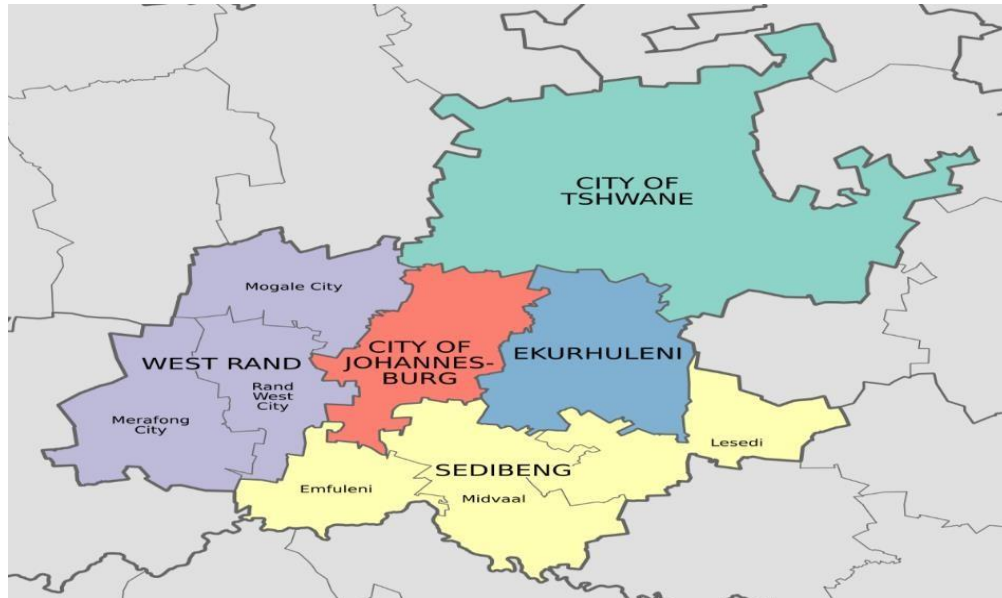 CITY OF
TSHWANE
Mogale City
WEST RAND
CITY OF
JOHANNES-
BURG
EKURHULENI
Rand
West
City
Merafong
City
Lesedi
SEDIBENG
Emfuleni
Midvaal